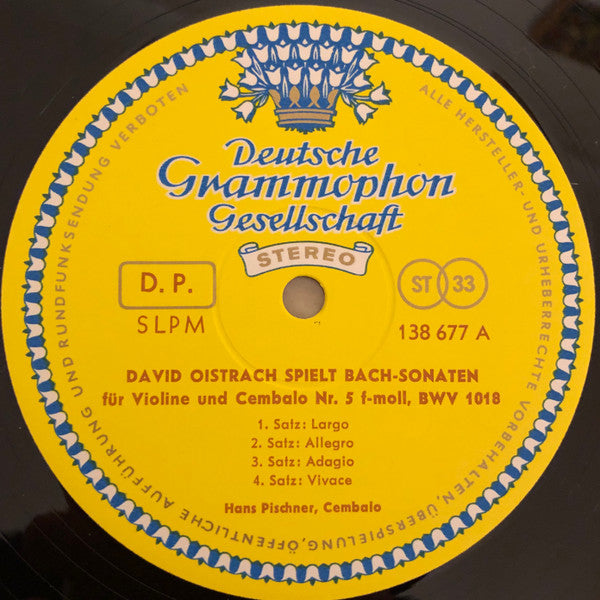 Deutsche
Grammophon
Gesellschaft
STEREO
D. P.
SLPM
ST 33
138 677 A
DAVID OISTRACH SPIELT BACH-SONATEN
für Violine und Cembalo Nr. 5 f-moll, BWV 1018
1. Satz: Largo
2. Satz: Allegro
3. Satz: Adagio
4. Satz: Vivace
Hans Pischner, Cembalo
ALLE HERSTELLER- UND URHEBERRECHTE VORBEHALTEN, ÜBERSPIELUNG, ÖFFENTLICHE AUFFÜHRUNG UND RUNDFUNKSENDUNG VERBOTEN